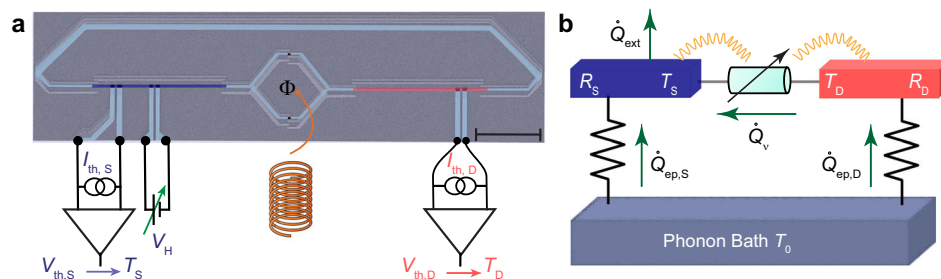 a
Φ
I_th, S
I_th, D
V_H
V_th,S T_S
V_th,D T_D
b
Q̊_ext
R_S T_S
T_D R_D
Q̊_ν
Q̊_ep,S
Q̊_ep,D
Phonon Bath T_0